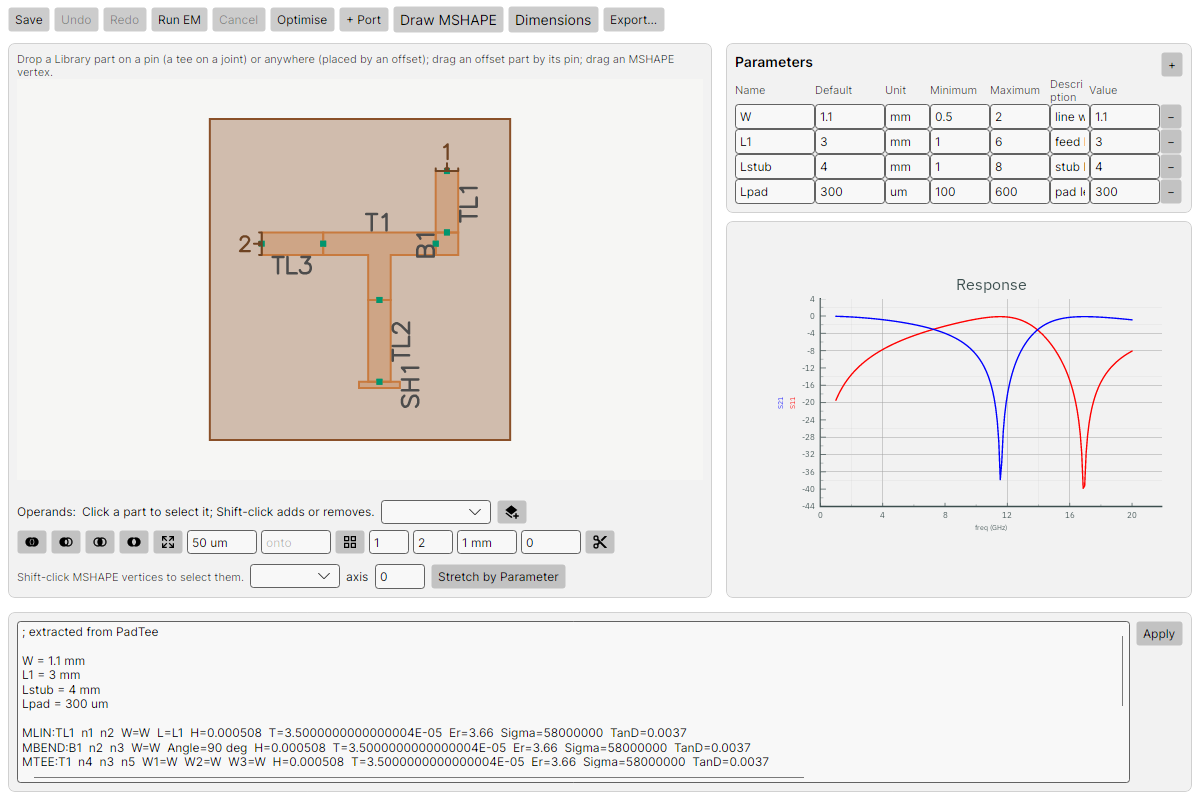 Save Undo Redo Run EM Cancel Optimise + Port Draw MSHAPE Dimensions Export...
Drop a Library part on a pin (a tee on a joint) or anywhere (placed by an offset); drag an offset part by its pin; drag an MSHAPE
vertex.
1
TL1
T1
2
B1
TL3
TL2
SH1
Operands: Click a part to select it; Shift-click adds or removes.
50 um onto 1 2 1 mm 0
Shift-click MSHAPE vertices to select them. axis 0 Stretch by Parameter
Parameters +
Name Default Unit Minimum Maximum Descri
ption Value
W 1.1 mm 0.5 2 line w 1.1 −
L1 3 mm 1 6 feed 3 −
Lstub 4 mm 1 8 stub l 4 −
Lpad 300 um 100 600 pad le 300 −
Response
4
0
-4
-8
-12
-16
-20
-24
-28
-32
-36
-40
-44
S21
S11
0 4 8 12 16 20
freq (GHz)
; extracted from PadTee
W = 1.1 mm
L1 = 3 mm
Lstub = 4 mm
Lpad = 300 um
MLIN:TL1 n1 n2 W=W L=L1 H=0.000508 T=3.5000000000000004E-05 Er=3.66 Sigma=58000000 TanD=0.0037
MBEND:B1 n2 n3 W=W Angle=90 deg H=0.000508 T=3.5000000000000004E-05 Er=3.66 Sigma=58000000 TanD=0.0037
MTEE:T1 n4 n3 n5 W1=W W2=W W3=W H=0.000508 T=3.5000000000000004E-05 Er=3.66 Sigma=58000000 TanD=0.0037
Apply